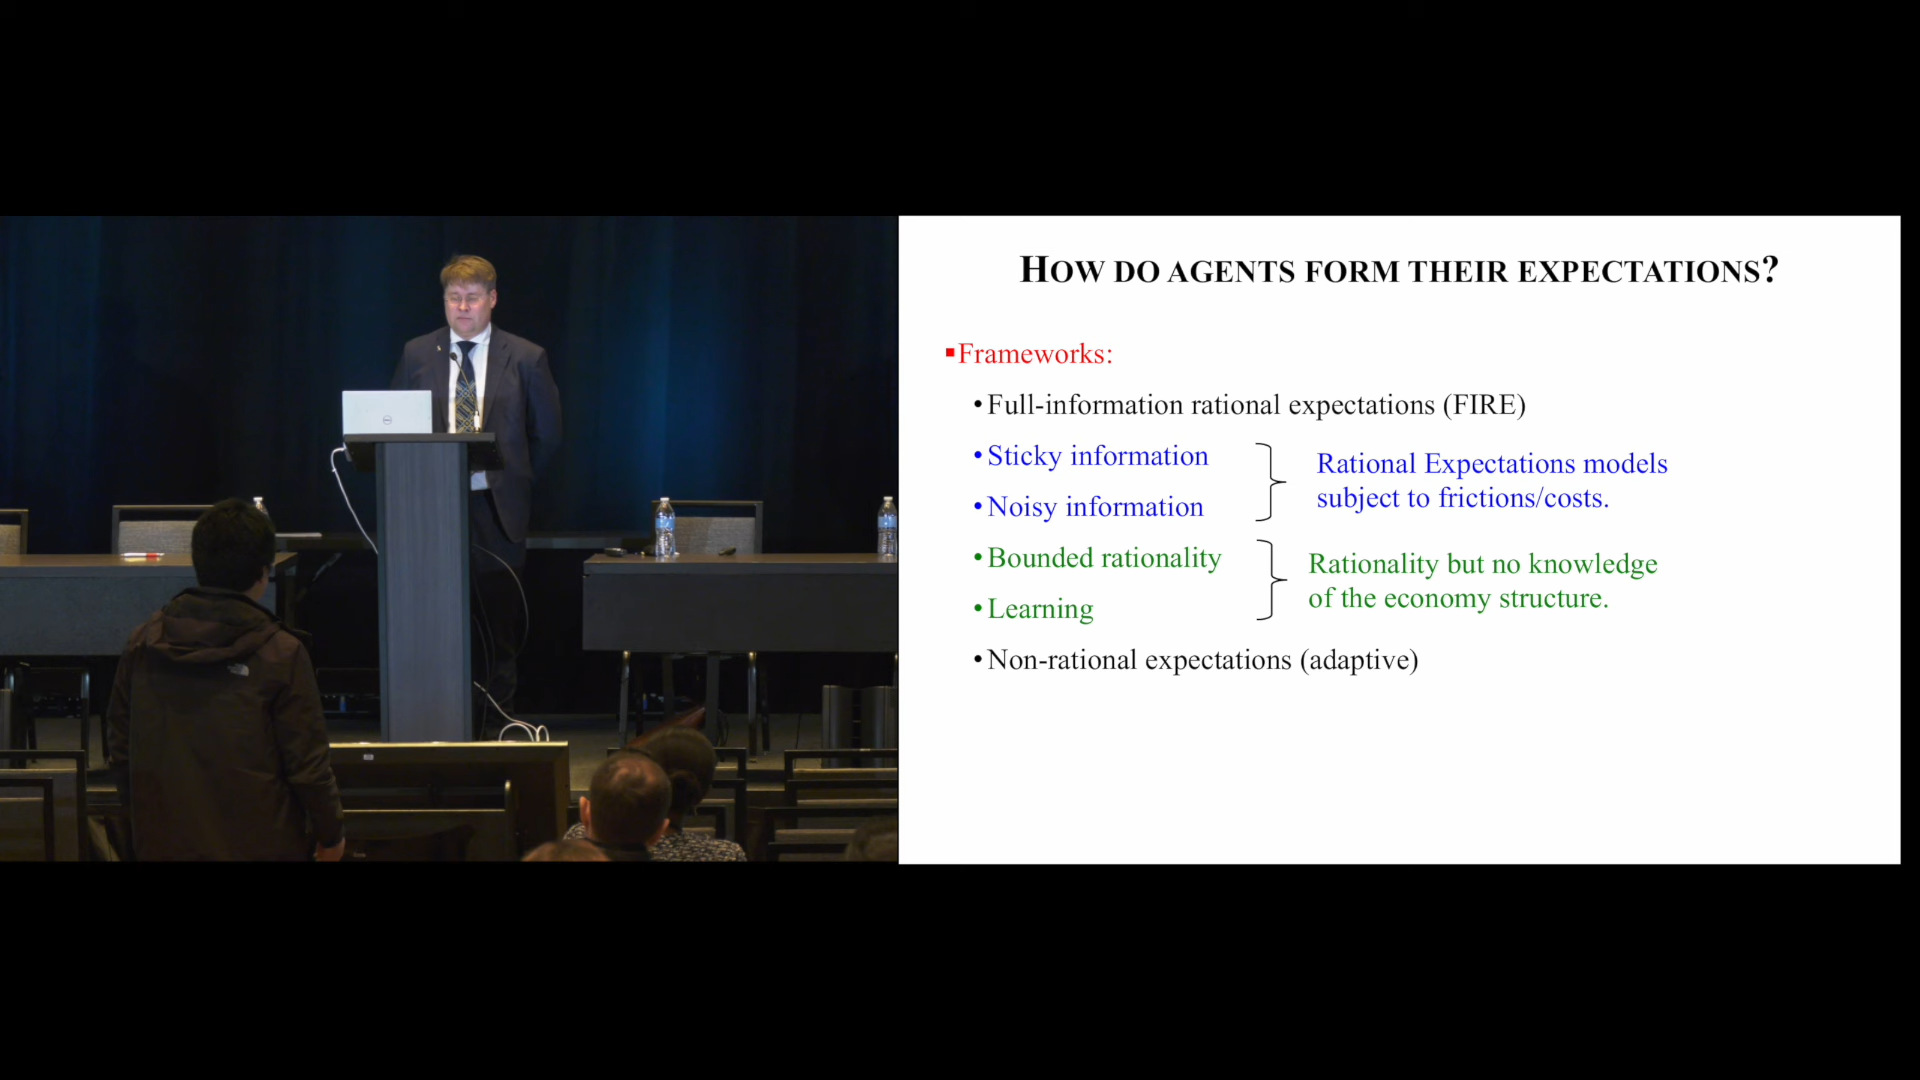 HOW DO AGENTS FORM THEIR EXPECTATIONS?
▪Frameworks:
•Full-information rational expectations (FIRE)
•Sticky information
•Noisy information
Rational Expectations models
subject to frictions/costs.
•Bounded rationality
•Learning
Rationality but no knowledge
of the economy structure.
•Non-rational expectations (adaptive)